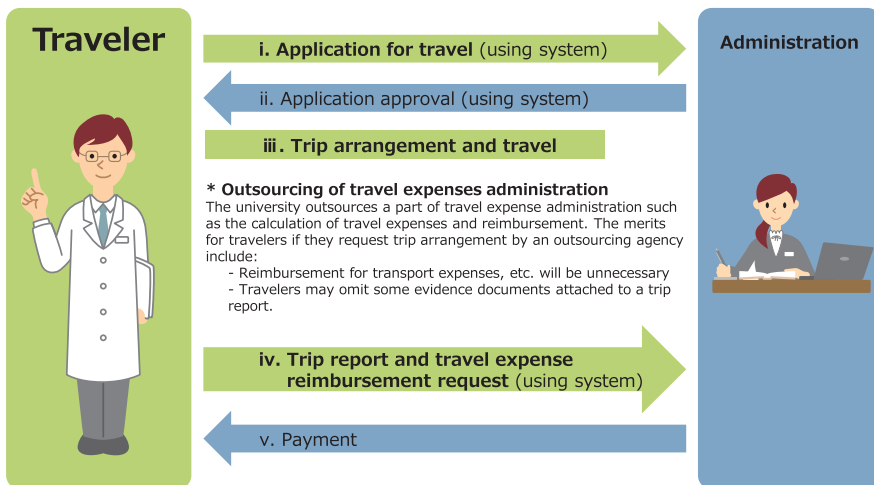 Traveler
Administration
i. Application for travel (using system)
ii. Application approval (using system)
iii. Trip arrangement and travel
* Outsourcing of travel expenses administration
The university outsources a part of travel expense administration such
as the calculation of travel expenses and reimbursement. The merits
for travelers if they request trip arrangement by an outsourcing agency
include:
- Reimbursement for transport expenses, etc. will be unnecessary
- Travelers may omit some evidence documents attached to a trip
report.
iv. Trip report and travel expense
reimbursement request (using system)
v. Payment